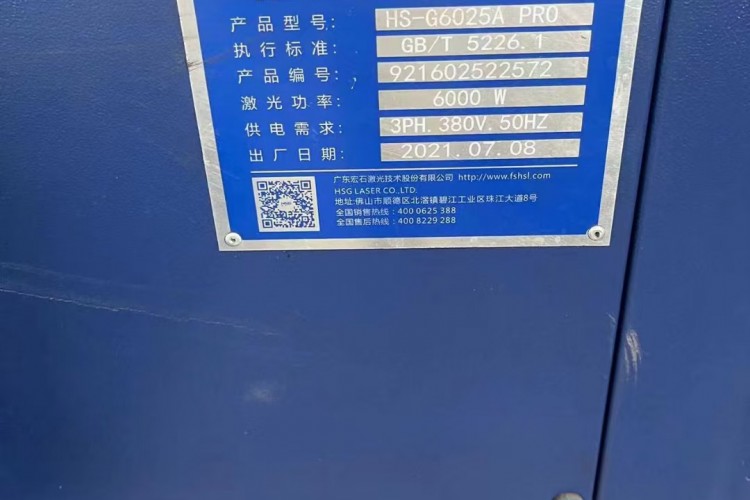 产品型号: HS-G6025A PRO
执行标准: GB/T 5226.1
产品编号: 921602522572
激光功率: 6000 W
供电需求: 3PH.380V.50HZ
出厂日期: 2021.07.08
广东宏石激光技术股份有限公司 http://www.fshsl.com
HSG LASER CO.,LTD.
地址:佛山市顺德区北滘镇碧江工业区珠江大道8号
全国销售热线:400 0625 388
全国售后热线:400 8229 288